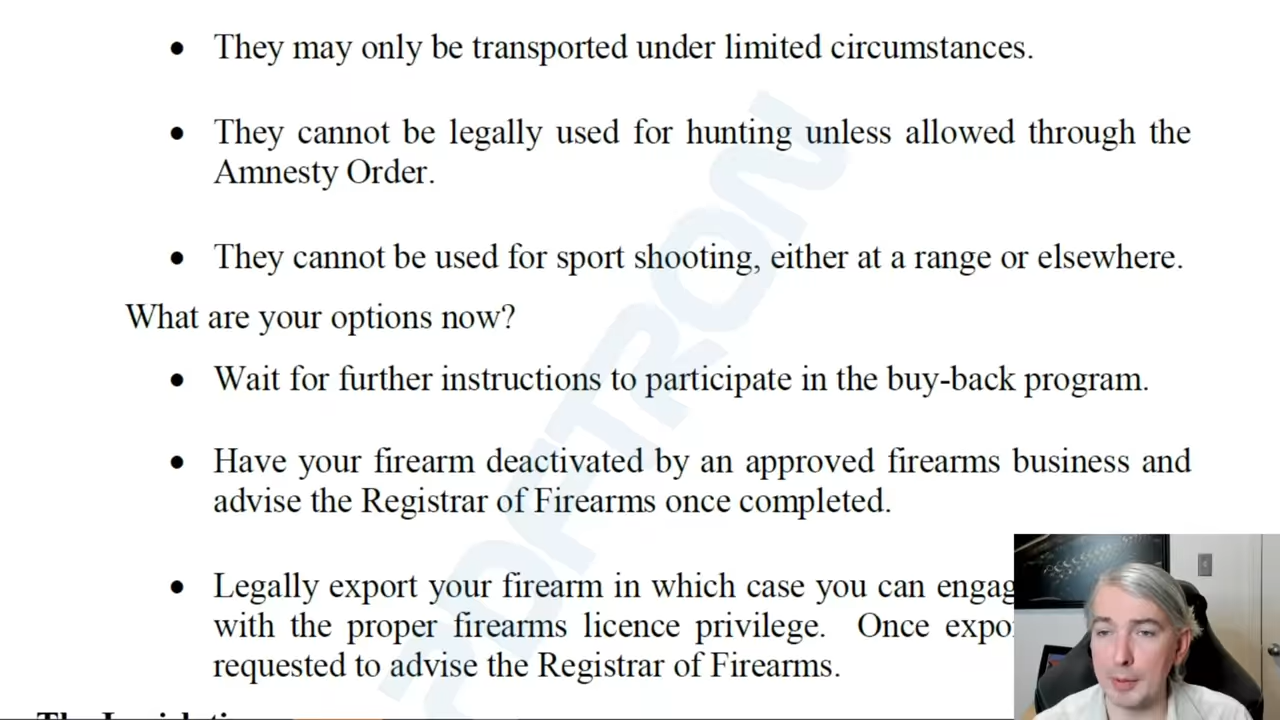 • They may only be transported under limited circumstances.
• They cannot be legally used for hunting unless allowed through the
Amnesty Order.
• They cannot be used for sport shooting, either at a range or elsewhere.
What are your options now?
• Wait for further instructions to participate in the buy-back program.
• Have your firearm deactivated by an approved firearms business and
advise the Registrar of Firearms once completed.
• Legally export your firearm in which case you can
with the proper firearms licence privilege. Once
requested to advise the Registrar of Firearms.
PDFTRON